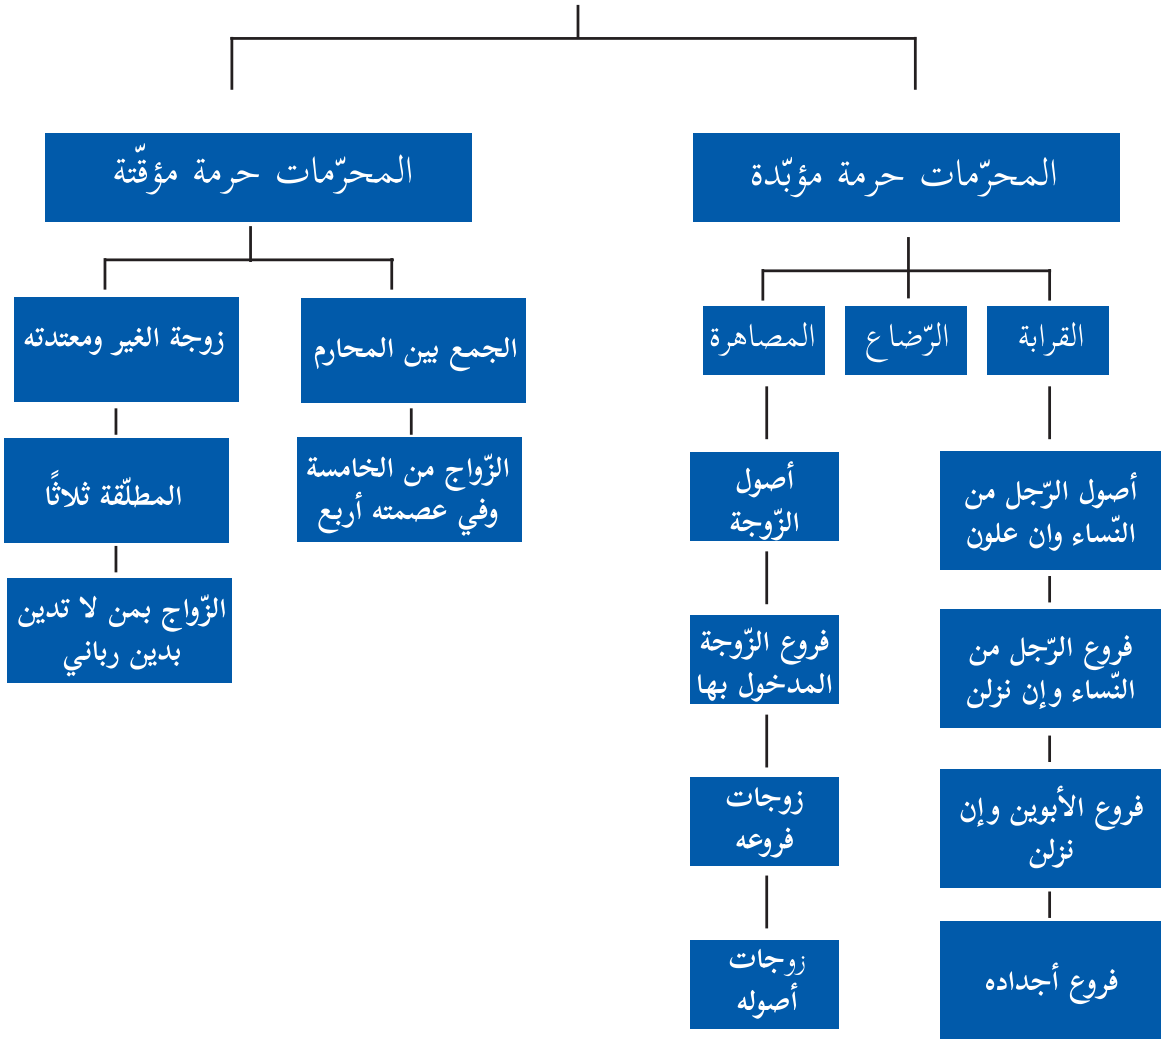 المحرّمات حرمة مؤبّدة
المحرّمات حرمة مؤقّتة
القرابة
الرّضاع
المصاهرة
أصول الرّجل من
النّساء وان علون
فروع الرّجل من
النّساء وإن نزلن
فروع الأبوين وإن
نزلن
فروع أجداده
أصول
الزّوجة
فروع الزّوجة
المدخول بها
زوجات
فروعه
زوجات
أصوله
الجمع بين المحارم
الزّواج من الخامسة
وفي عصمته أربع
زوجة الغير ومعتدته
المطلّقة ثلاثًا
الزّواج بمن لا تدين
بدين رباني